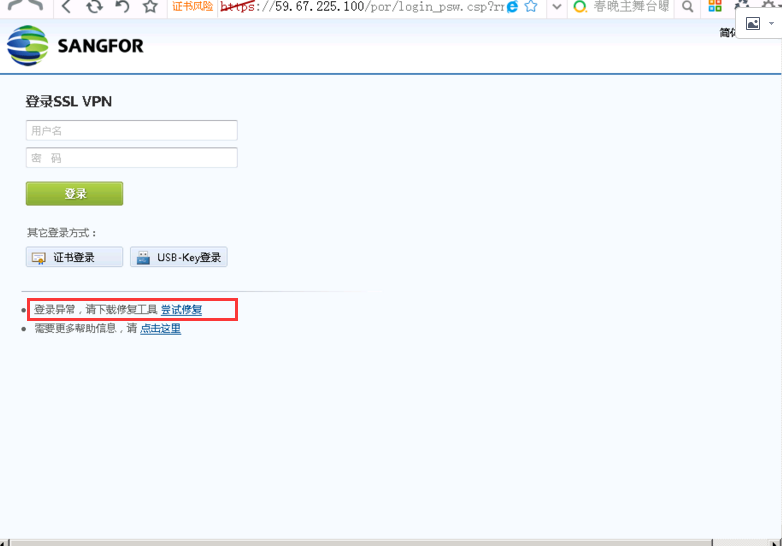 证书风险 https://59.67.225.100/por/login_psw.csp?rr 春晚主舞台曝
SANGFOR
简体
登录SSL VPN
用户名
密 码
登录
其它登录方式：
证书登录 USB-Key登录
登录异常，请下载修复工具 尝试修复
需要更多帮助信息，请 点击这里